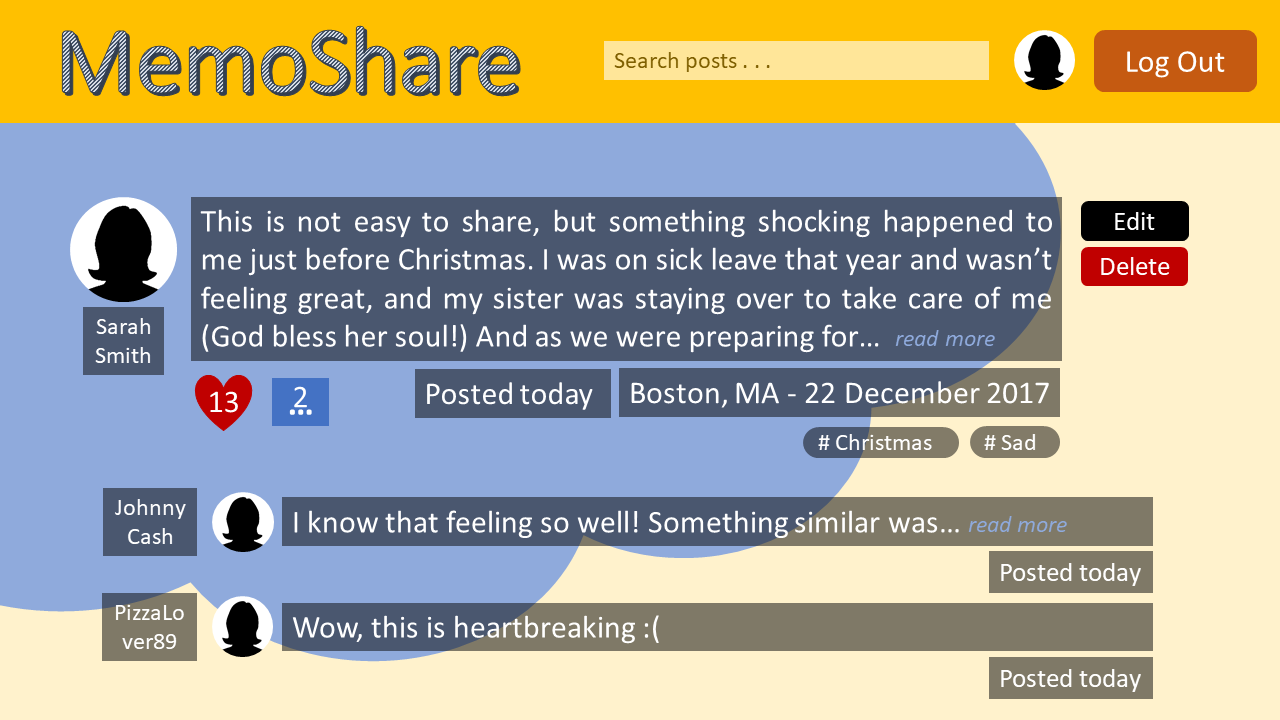 MemoShare
Search posts . . .
Log Out
This is not easy to share, but something shocking happened to
me just before Christmas. I was on sick leave that year and wasn’t
feeling great, and my sister was staying over to take care of me
(God bless her soul!) And as we were preparing for... read more
Edit
Delete
Sarah
Smith
13
2
...
Posted today
Boston, MA - 22 December 2017
# Christmas
# Sad
Johnny
Cash
I know that feeling so well! Something similar was... read more
Posted today
PizzaLo
ver89
Wow, this is heartbreaking :(
Posted today